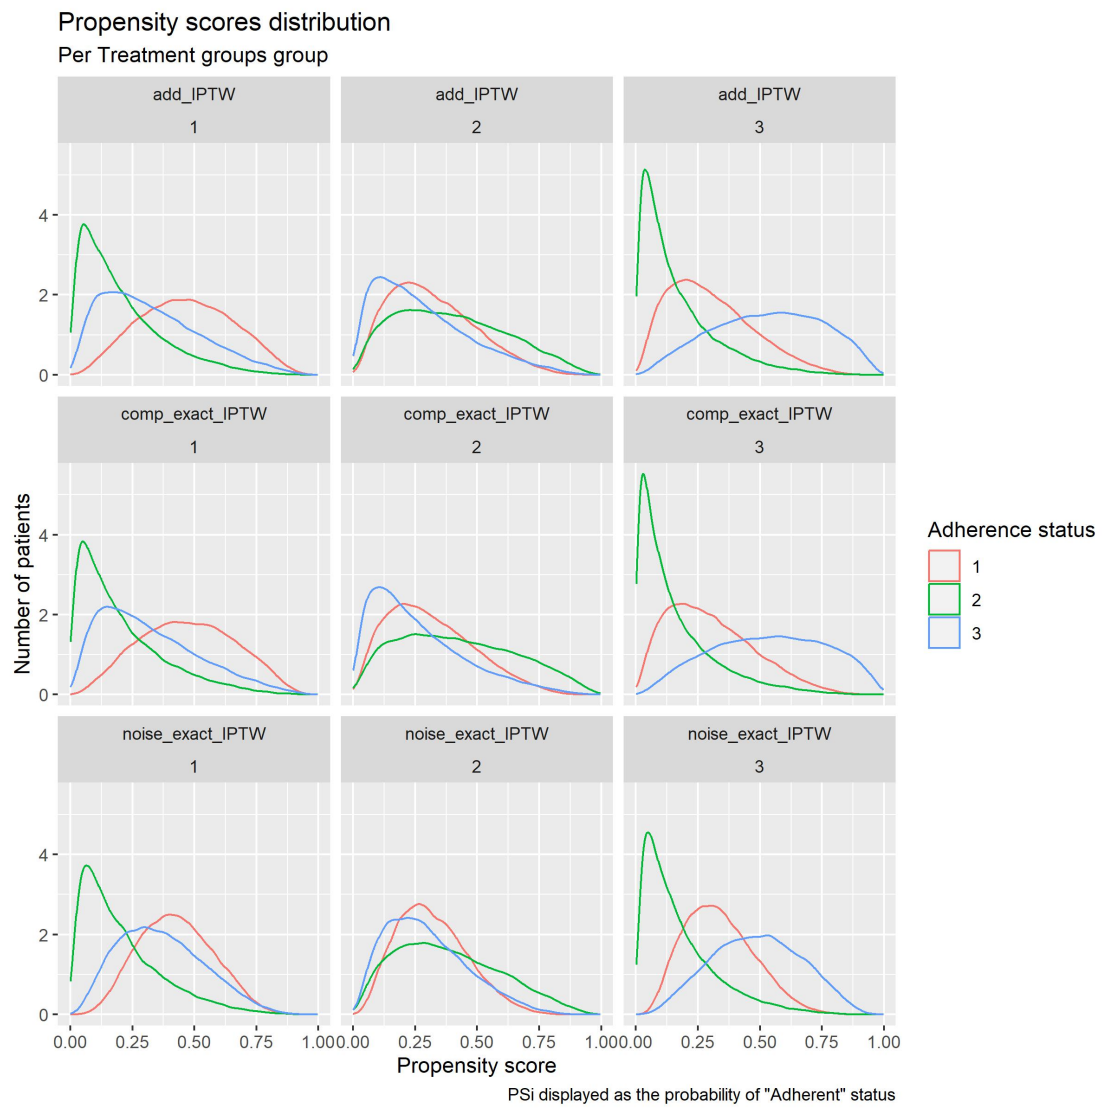 Propensity scores distribution
Per Treatment groups group
add_IPTW
1
add_IPTW
2
add_IPTW
3
4
2
0
comp_exact_IPTW
1
comp_exact_IPTW
2
comp_exact_IPTW
3
4
2
0
noise_exact_IPTW
1
noise_exact_IPTW
2
noise_exact_IPTW
3
4
2
0
0.00 0.25 0.50 0.75 1.00 0.00 0.25 0.50 0.75 1.00 0.00 0.25 0.50 0.75 1.00
Number of patients
Propensity score
Adherence status
1
2
3
PSi displayed as the probability of "Adherent" status